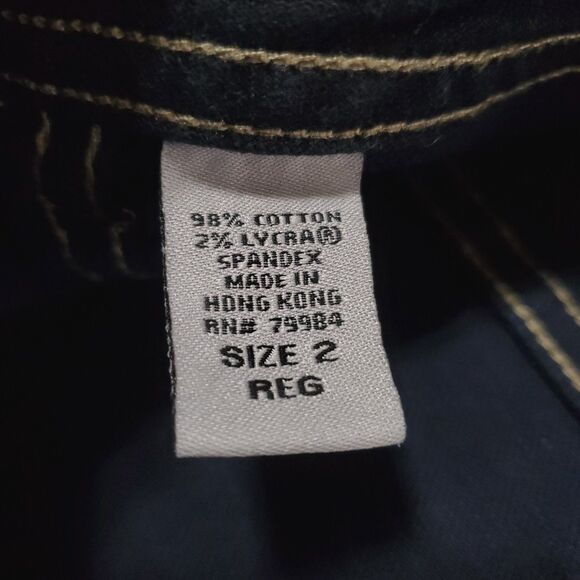 98% COTTON
2% LYCRA®
SPANDEX
MADE IN
HONG KONG
RN# 79984
SIZE 2
REG